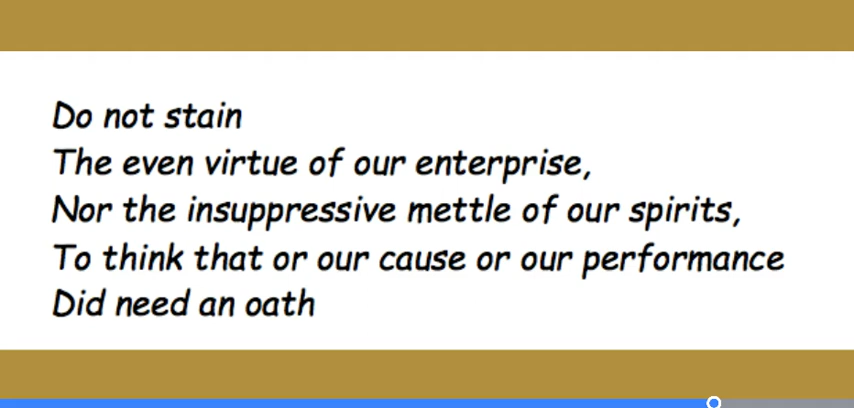 Do not stain
The even virtue of our enterprise,
Nor the insuppressive mettle of our spirits,
To think that or our cause or our performance
Did need an oath